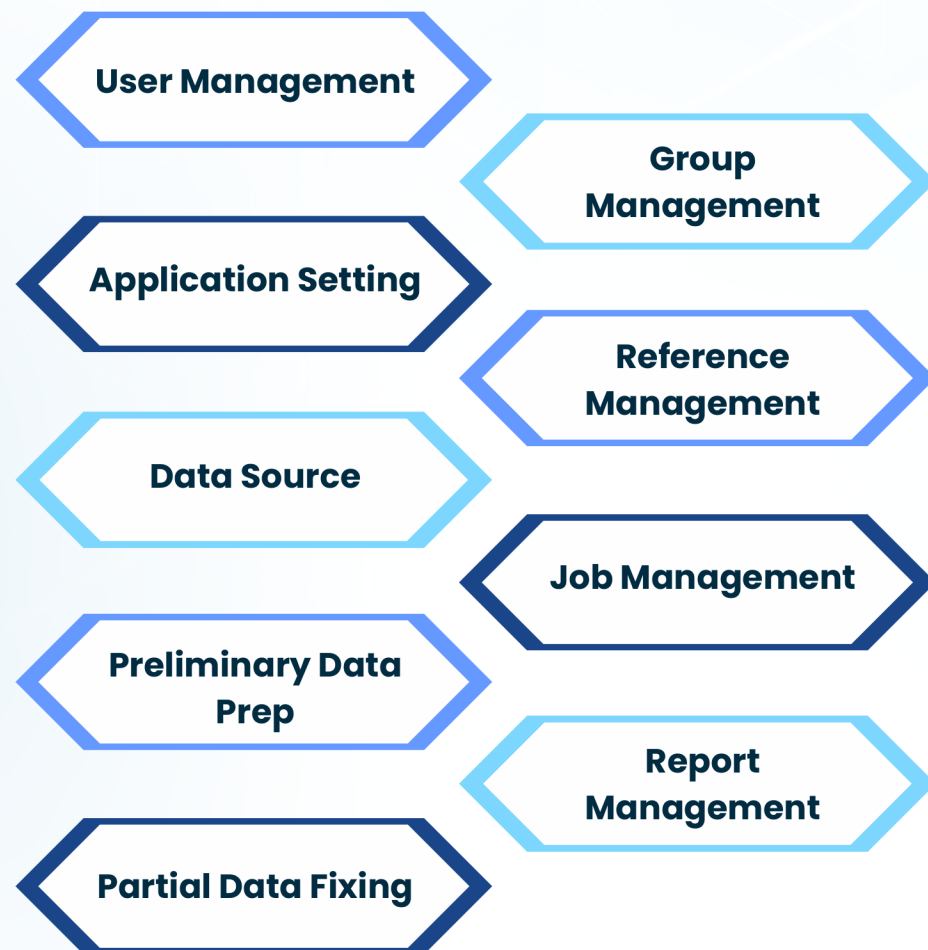 User Management
Group
Management
Application Setting
Reference
Management
Data Source
Job Management
Preliminary Data
Prep
Report
Management
Partial Data Fixing